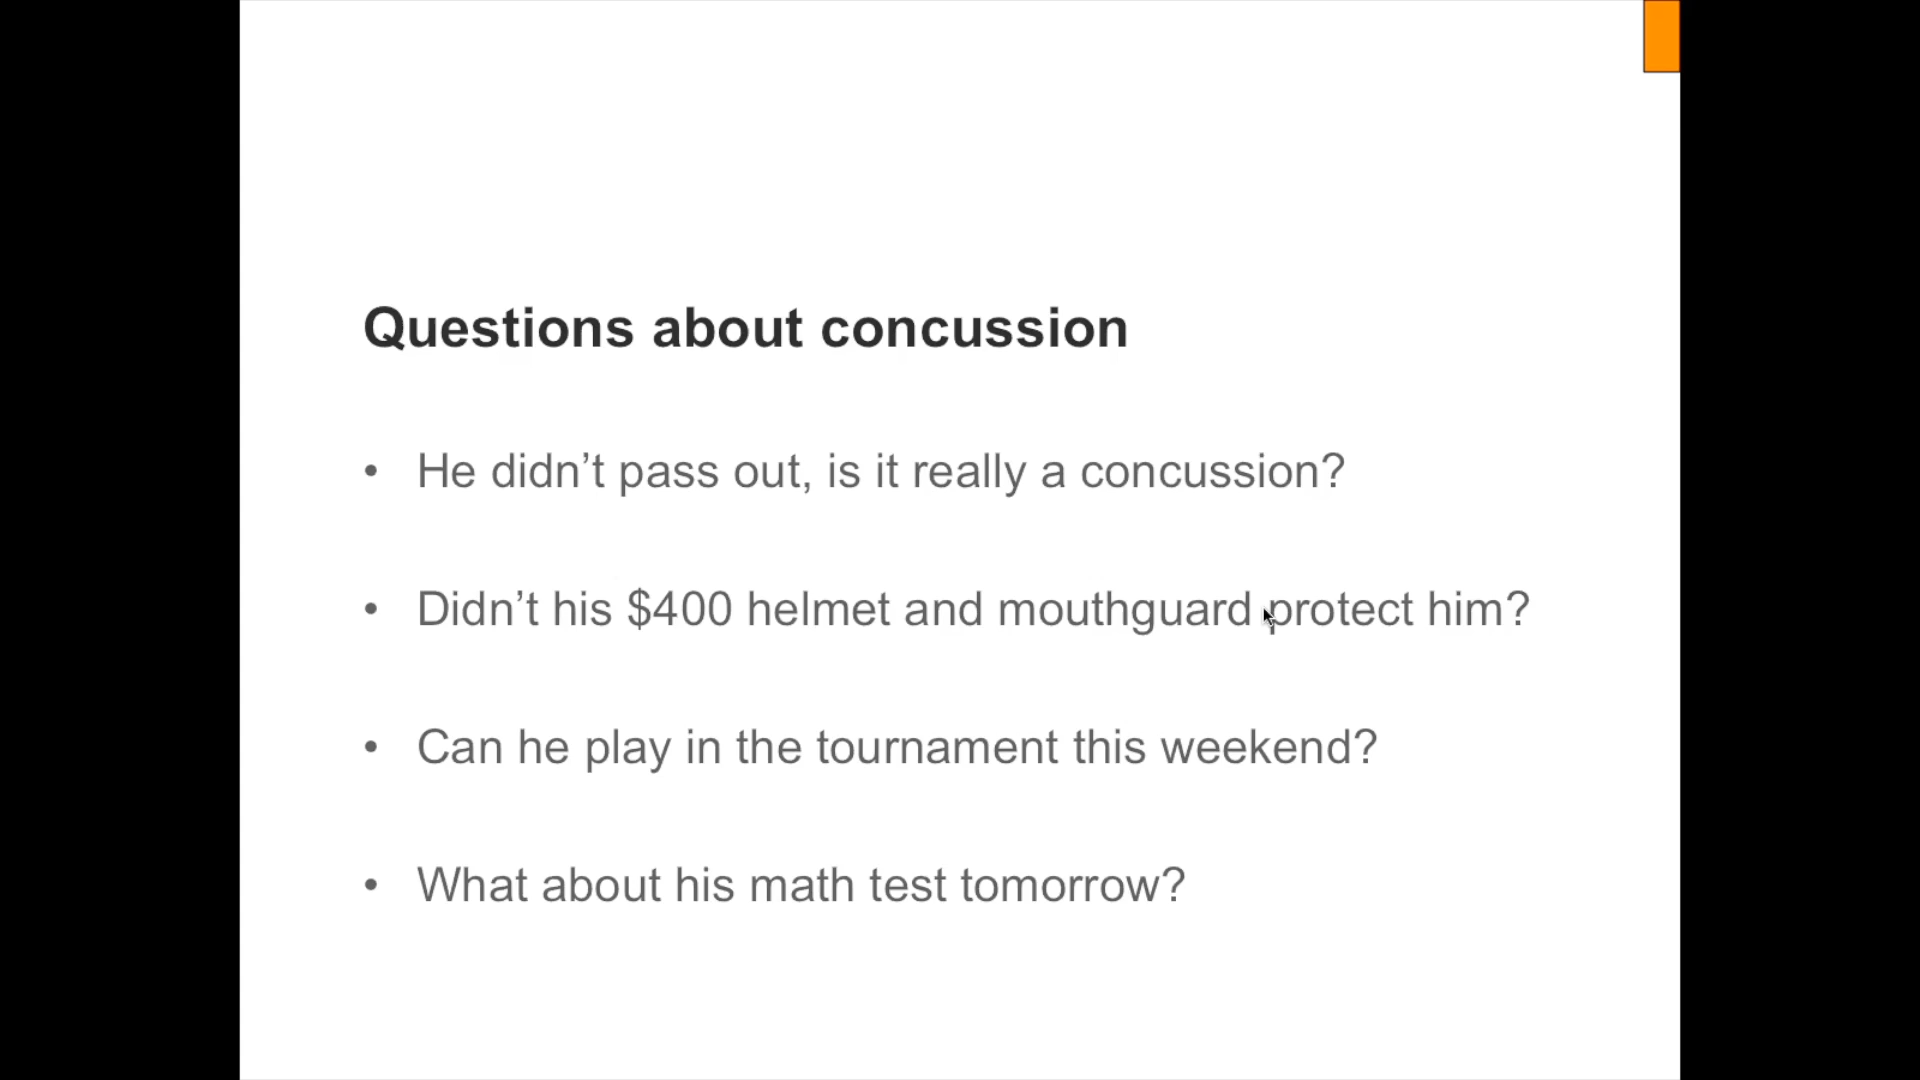 Questions about concussion
• He didn’t pass out, is it really a concussion?
• Didn’t his $400 helmet and mouthguard protect him?
• Can he play in the tournament this weekend?
• What about his math test tomorrow?